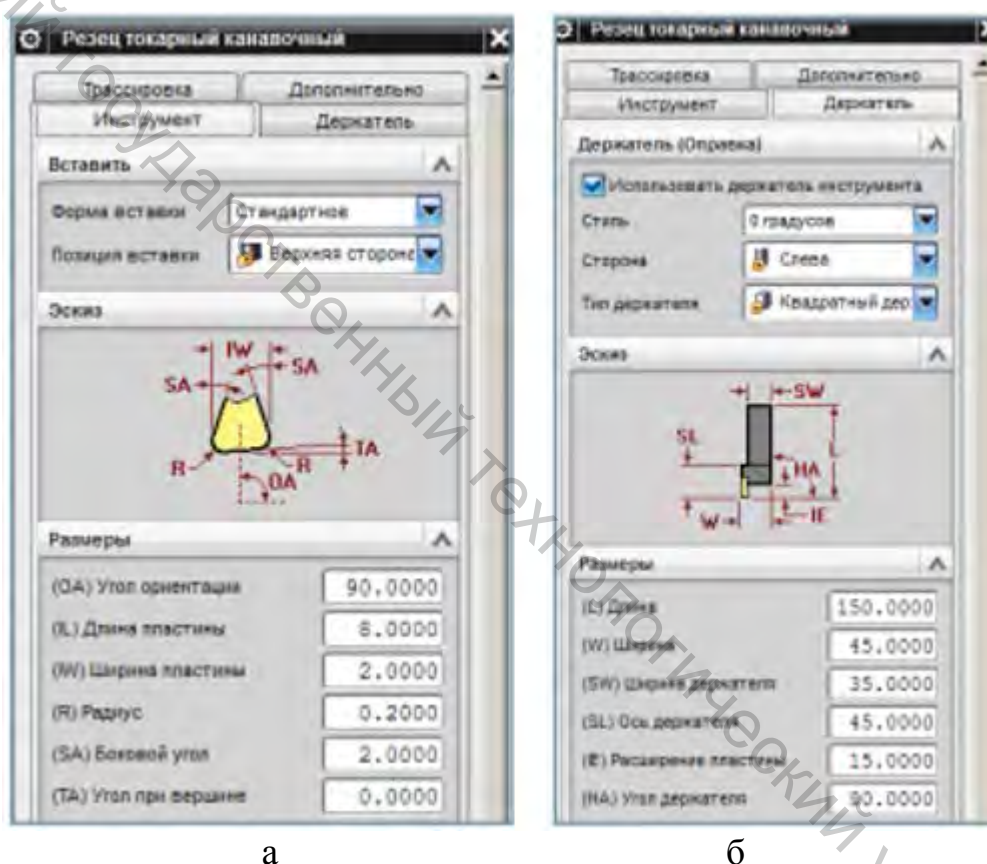 Резец токарный канавочный
Трассировка Дополнительно
Инструмент Держатель
Вставить
Форма вставки Стандартное
Позиция вставки Верхняя сторона
Эскиз
IW
SA
SA
TA
R
R
OA
Размеры
(OA) Угол ориентации 90.0000
(IL) Длина пластины 8.0000
(IW) Ширина пластины 2.0000
(R) Радиус 0.2000
(SA) Боковой угол 2.0000
(TA) Угол при вершине 0.0000
а
Резец токарный канавочный
Трассировка Дополнительно
Инструмент Держатель
Держатель (Оправка)
Использовать держатель инструмента
Стиль 0 градусов
Сторона Слева
Тип держателя Квадратный дер
Эскиз
SW
SL
L
HA
W
IE
Размеры
(L) Длина 150.0000
(W) Ширина 45.0000
(SW) Ширина держателя 35.0000
(SL) Ось держателя 45.0000
(IE) Расширение пластины 15.0000
(HA) Угол держателя 90.0000
б
государственный технологический